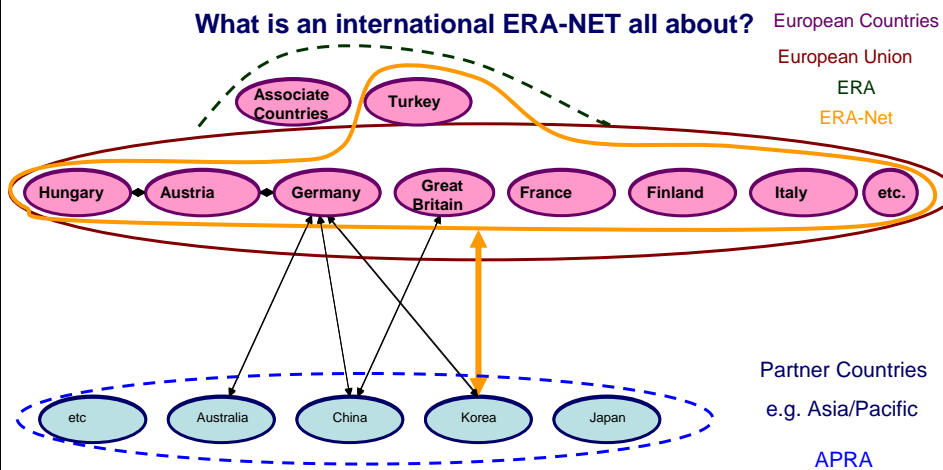 What is an international ERA-NET all about?
European Countries
European Union
ERA
ERA-Net
Associate
Countries
Turkey
Hungary
Austria
Germany
Great
Britain
France
Finland
Italy
etc.
Partner Countries
e.g. Asia/Pacific
APRA
etc
Australia
China
Korea
Japan